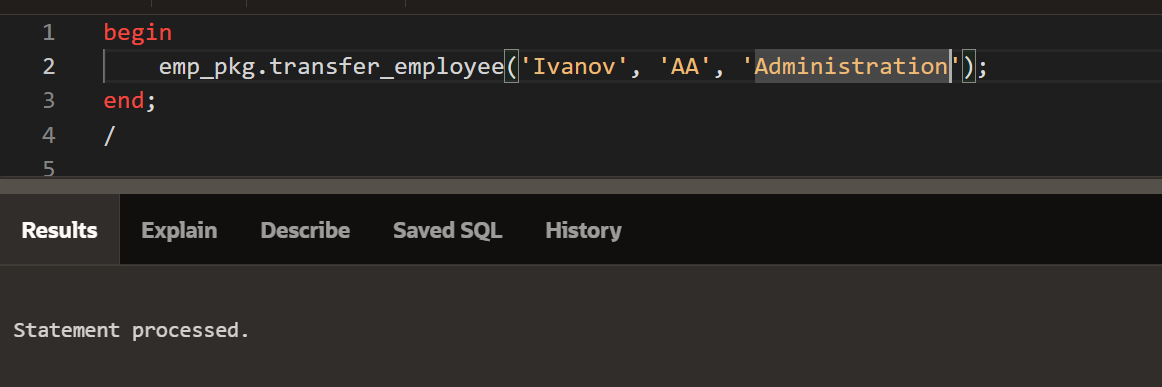 1 begin
2 emp_pkg.transfer_employee('Ivanov', 'AA', 'Administration');
3 end;
4 /
5
Results Explain Describe Saved SQL History
Statement processed.